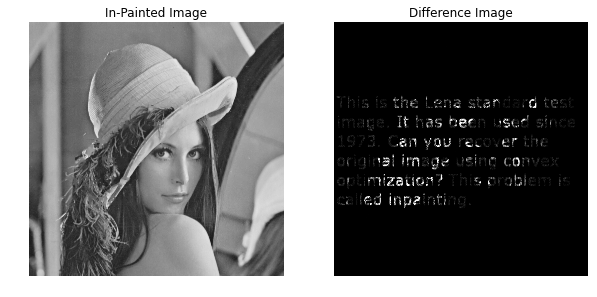 In-Painted Image
Difference Image
This is the Lena standard test
image. It has been used since
1973. Can you recover the
original image using convex
optimization? This problem is
called inpainting.